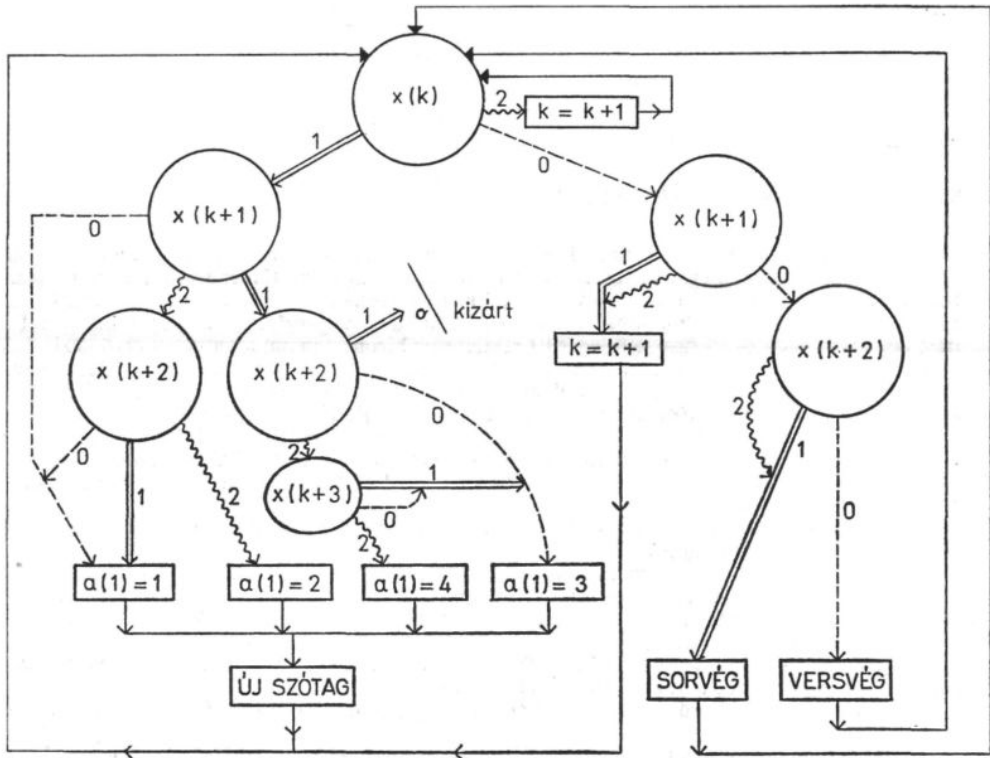 x(k)
2
k = k+1
1
0
x(k+1)
0
x(k+1)
1
2
0
2
1
1
kizárt
x(k+2)
x(k+2)
k = k+1
x(k+2)
0
1
2
0
2
x(k+3)
1
0
2
2
1
0
a(1) = 1
a(1) = 2
a(1) = 4
a(1) = 3
ÚJ SZÓTAG
SORVÉG
VERSVÉG